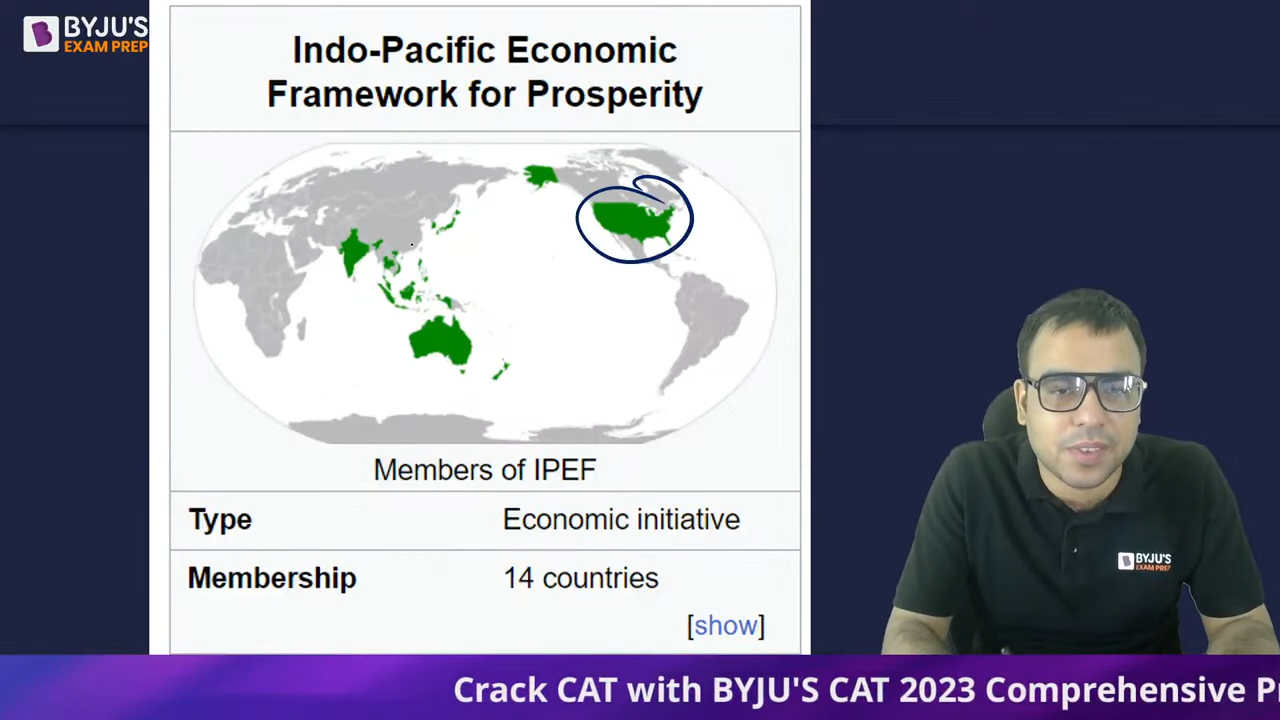 BYJU'S
EXAM PREP
Indo-Pacific Economic
Framework for Prosperity
Members of IPEF
Type Economic initiative
Membership 14 countries
[show]
BYJU'S
EXAM PREP
Crack CAT with BYJU'S CAT 2023 Comprehensive